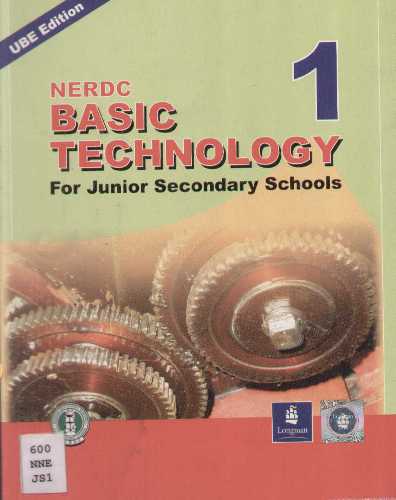 UBE Edition
1
NERDC
BASIC
TECHNOLOGY
For Junior Secondary Schools
Longman
600
NNE
JS1